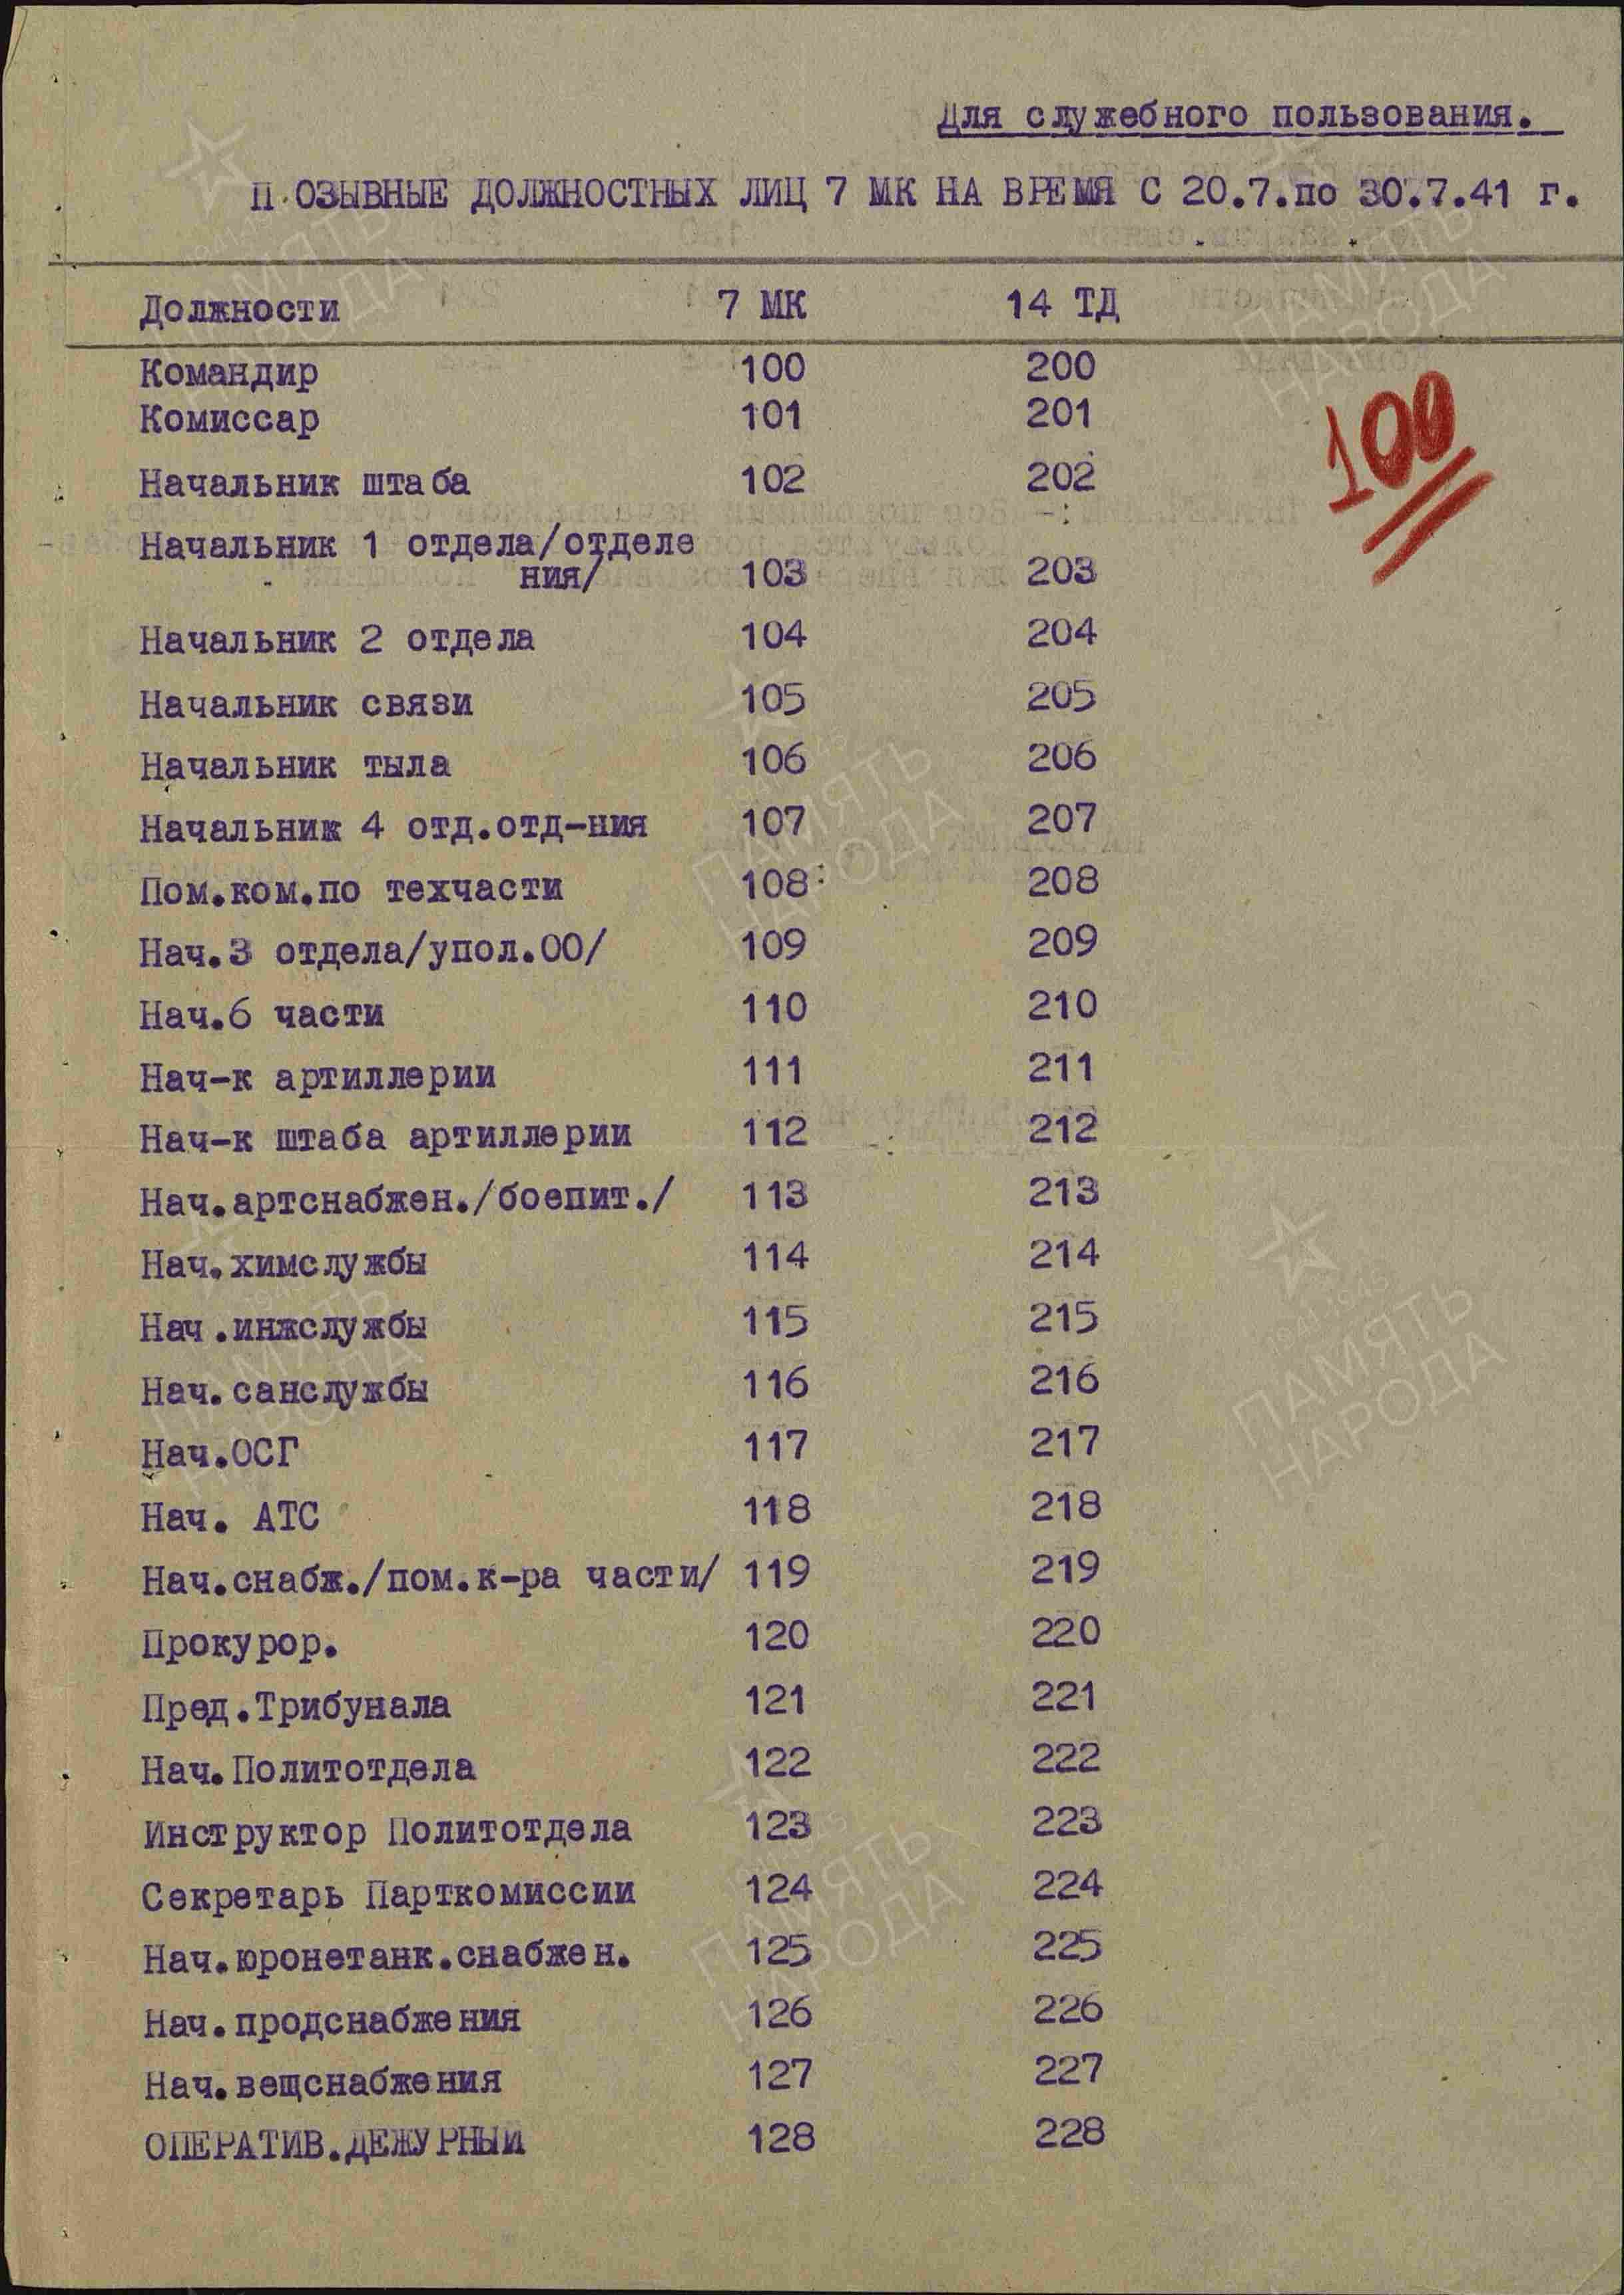 Для служебного пользования.
ПОЗЫВНЫЕ ДОЛЖНОСТНЫХ ЛИЦ 7 МК НА ВРЕМЯ С 20.7.по 30.7.41 г.
Должности 7 МК 14 ТД
Командир 100 200
Комиссар 101 201
100
Начальник штаба 102 202
Начальник 1 отдела/отделе
ния/ 103 203
Начальник 2 отдела 104 204
Начальник связи 105 205
Начальник тыла 106 206
Начальник 4 отд.отд-ния 107 207
Пом.ком.по техчасти 108 208
Нач.3 отдела/упол.ОО/ 109 209
Нач.6 части 110 210
Нач-к артиллерии 111 211
Нач-к штаба артиллерии 112 212
Нач.артснабжен./боепит./ 113 213
Нач.химслужбы 114 214
Нач.инжслужбы 115 215
Нач.санслужбы 116 216
Нач.ОСГ 117 217
Нач. АТС 118 218
Нач.снабж./пом.к-ра части/ 119 219
Прокурор. 120 220
Пред.Трибунала 121 221
Нач.Политотдела 122 222
Инструктор Политотдела 123 223
Секретарь Парткомиссии 124 224
Нач.юронетанк.снабжен. 125 225
Нач.продснабжения 126 226
Нач.вещснабжения 127 227
ОПЕРАТИВ.ДЕЖУРНЫЙ 128 228
ПАМЯТЬ
НАРОДА